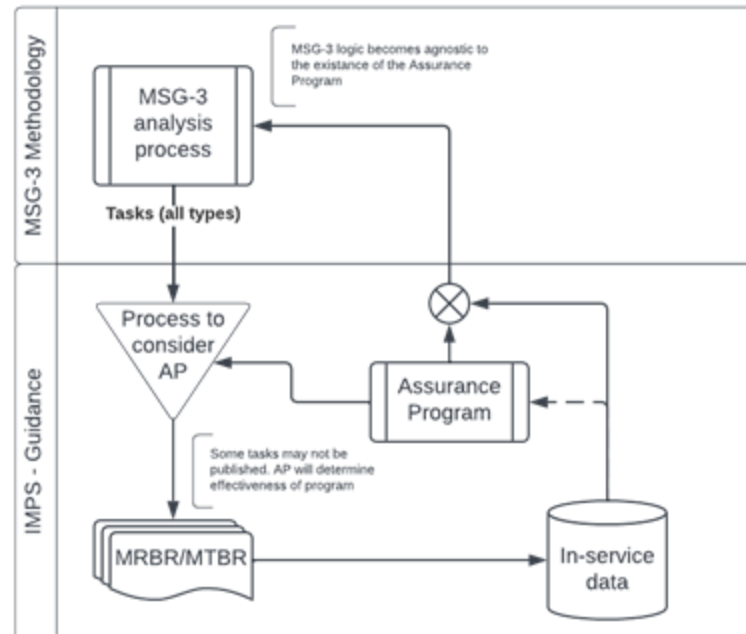 MSG-3 Methodology
MSG-3 logic becomes agnostic to
the existance of the Assurance
Program
MSG-3
analysis
process
Tasks (all types)
IMPS - Guidance
Process to
consider
AP
Assurance
Program
Some tasks may not be
published. AP will determine
effectiveness of program
MRBR/MTBR
In-service
data